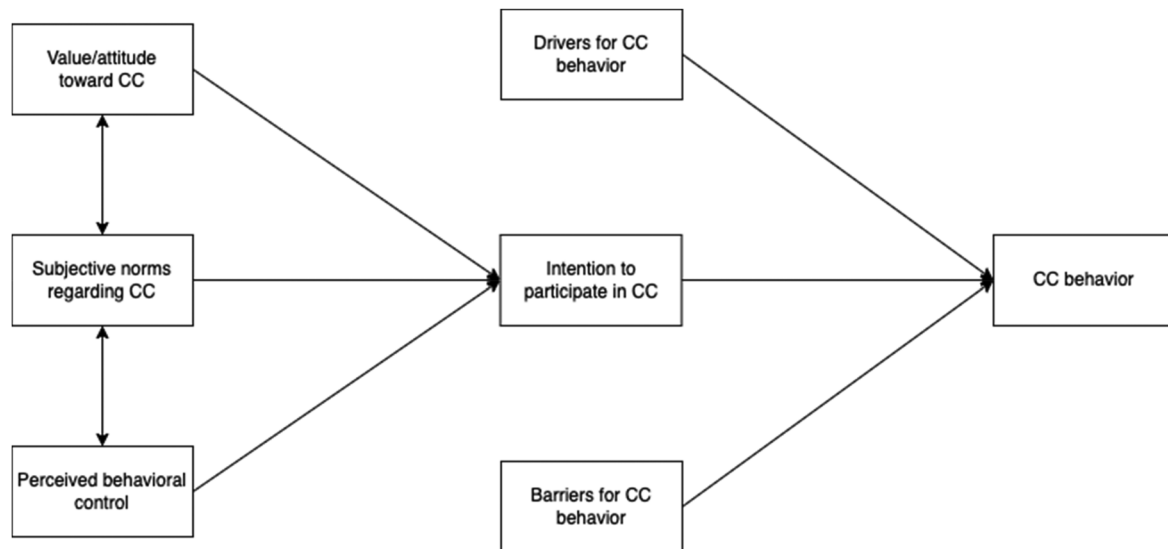 Value/attitude
toward CC
Drivers for CC
behavior
Subjective norms
regarding CC
Intention to
participate in CC
CC behavior
Perceived behavioral
control
Barriers for CC
behavior